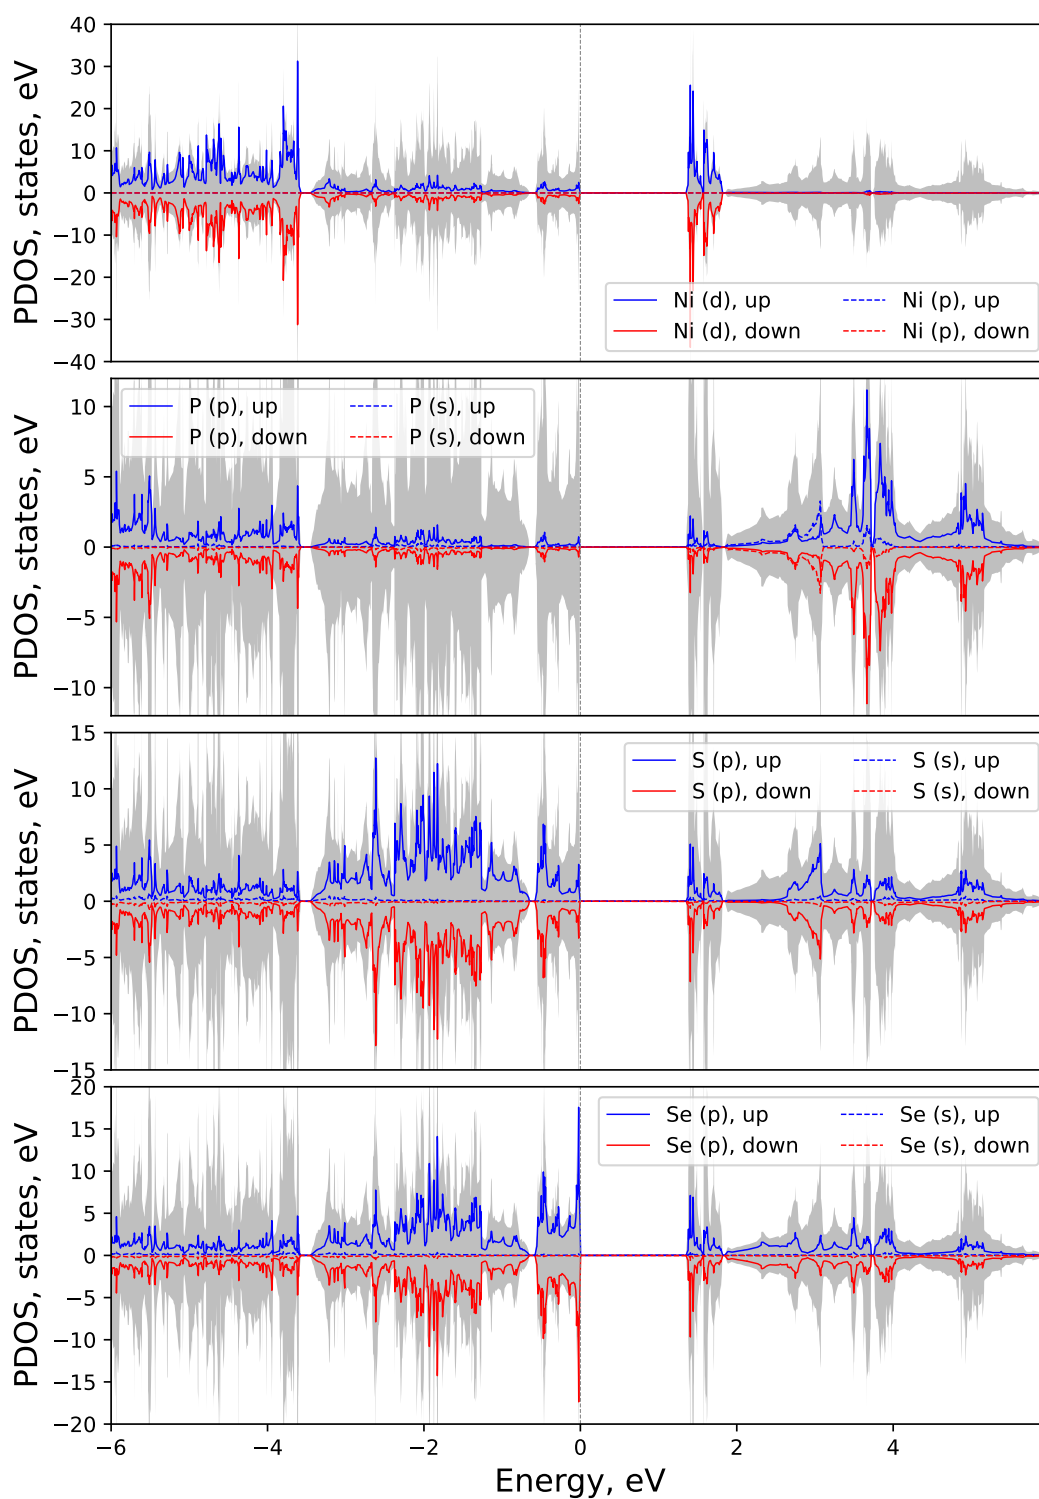 PDOS, states, eV
40
30
20
10
0
−10
−20
−30
−40
Ni (d), up
Ni (d), down
Ni (p), up
Ni (p), down
PDOS, states, eV
10
5
0
−5
−10
P (p), up
P (p), down
P (s), up
P (s), down
PDOS, states, eV
15
10
5
0
−5
−10
−15
S (p), up
S (p), down
S (s), up
S (s), down
PDOS, states, eV
20
15
10
5
0
−5
−10
−15
−20
Se (p), up
Se (p), down
Se (s), up
Se (s), down
−6 −4 −2 0 2 4
Energy, eV